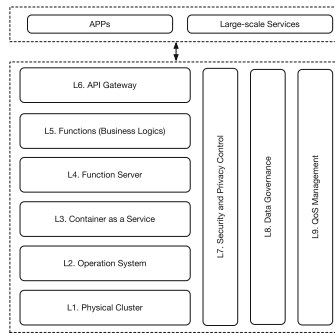 APPs
Large-scale Services
L6. API Gateway
L5. Functions (Business Logics)
L4. Function Server
L3. Container as a Service
L2. Operation System
L1. Physical Cluster
L7. Security and Privacy Control
L8. Data Governance
L9. QoS Management